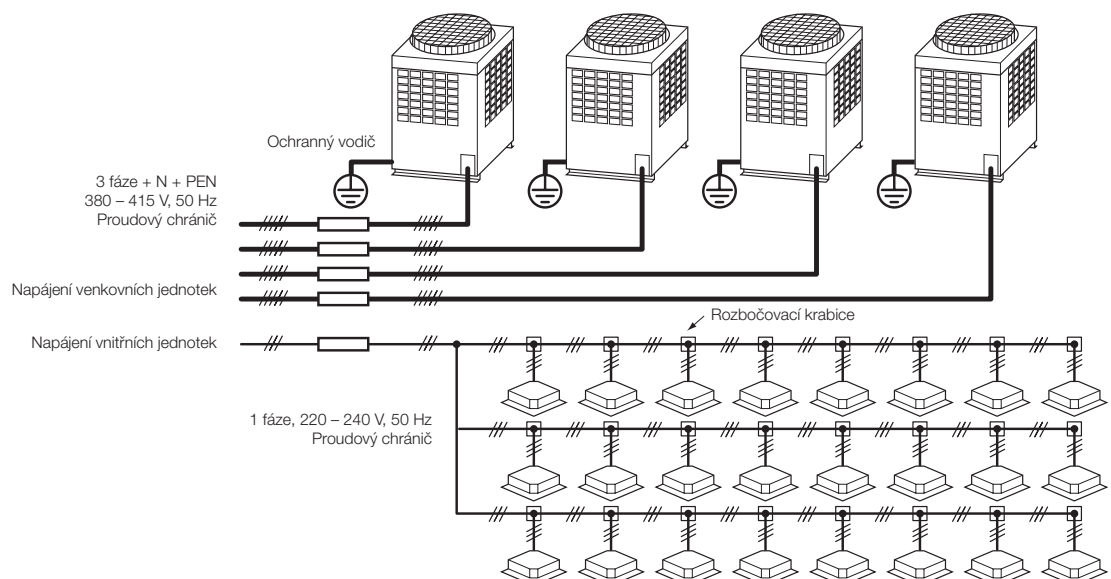 Ochranný vodič
3 fáze + N + PEN
380 – 415 V, 50 Hz
Proudový chránič
Napájení venkovních jednotek
Rozbočovací krabice
Napájení vnitřních jednotek
1 fáze, 220 – 240 V, 50 Hz
Proudový chránič